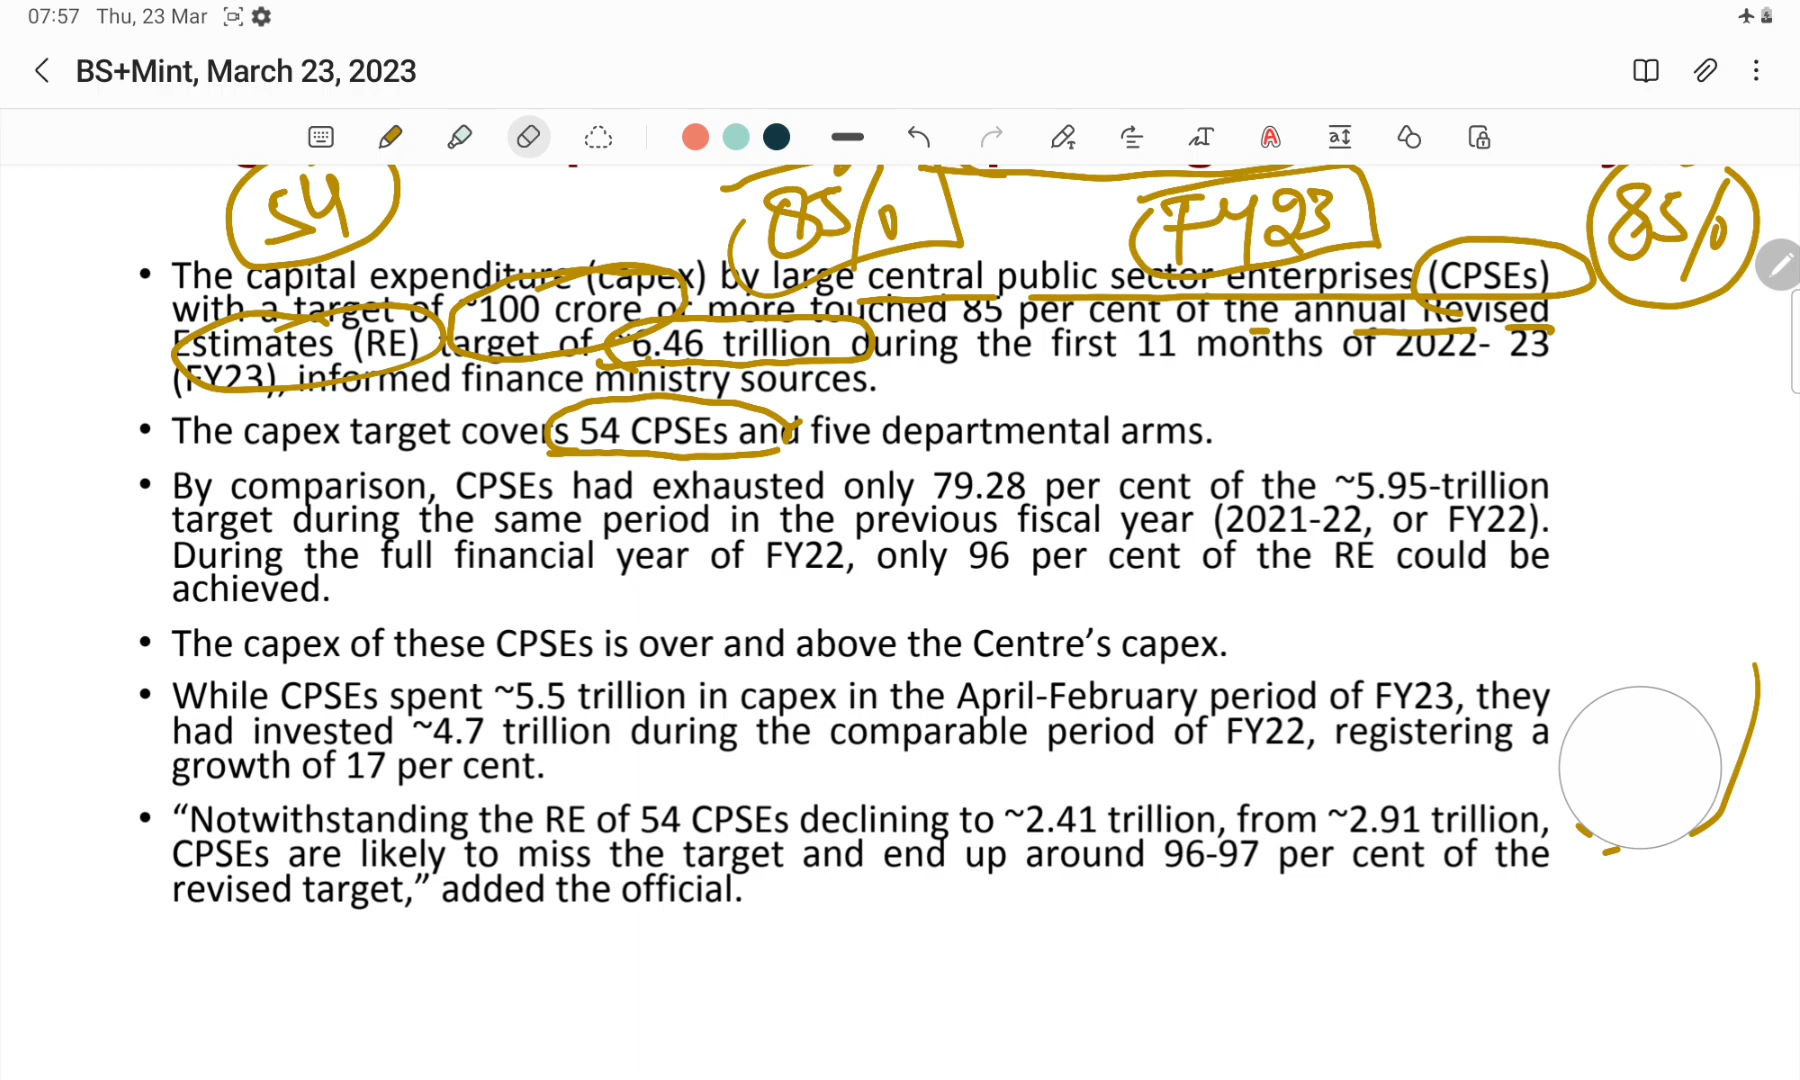 07:57 Thu, 23 Mar
BS+Mint, March 23, 2023
54
85%
FY23
85%
• The capital expenditure (capex) by large central public sector enterprises (CPSEs)
with a target of ~100 crore or more touched 85 per cent of the annual Revised
Estimates (RE) target of ~6.46 trillion during the first 11 months of 2022- 23
(FY23), informed finance ministry sources.
• The capex target covers 54 CPSEs and five departmental arms.
• By comparison, CPSEs had exhausted only 79.28 per cent of the ~5.95-trillion
target during the same period in the previous fiscal year (2021-22, or FY22).
During the full financial year of FY22, only 96 per cent of the RE could be
achieved.
• The capex of these CPSEs is over and above the Centre’s capex.
• While CPSEs spent ~5.5 trillion in capex in the April-February period of FY23, they
had invested ~4.7 trillion during the comparable period of FY22, registering a
growth of 17 per cent.
• “Notwithstanding the RE of 54 CPSEs declining to ~2.41 trillion, from ~2.91 trillion,
CPSEs are likely to miss the target and end up around 96-97 per cent of the
revised target,” added the official.